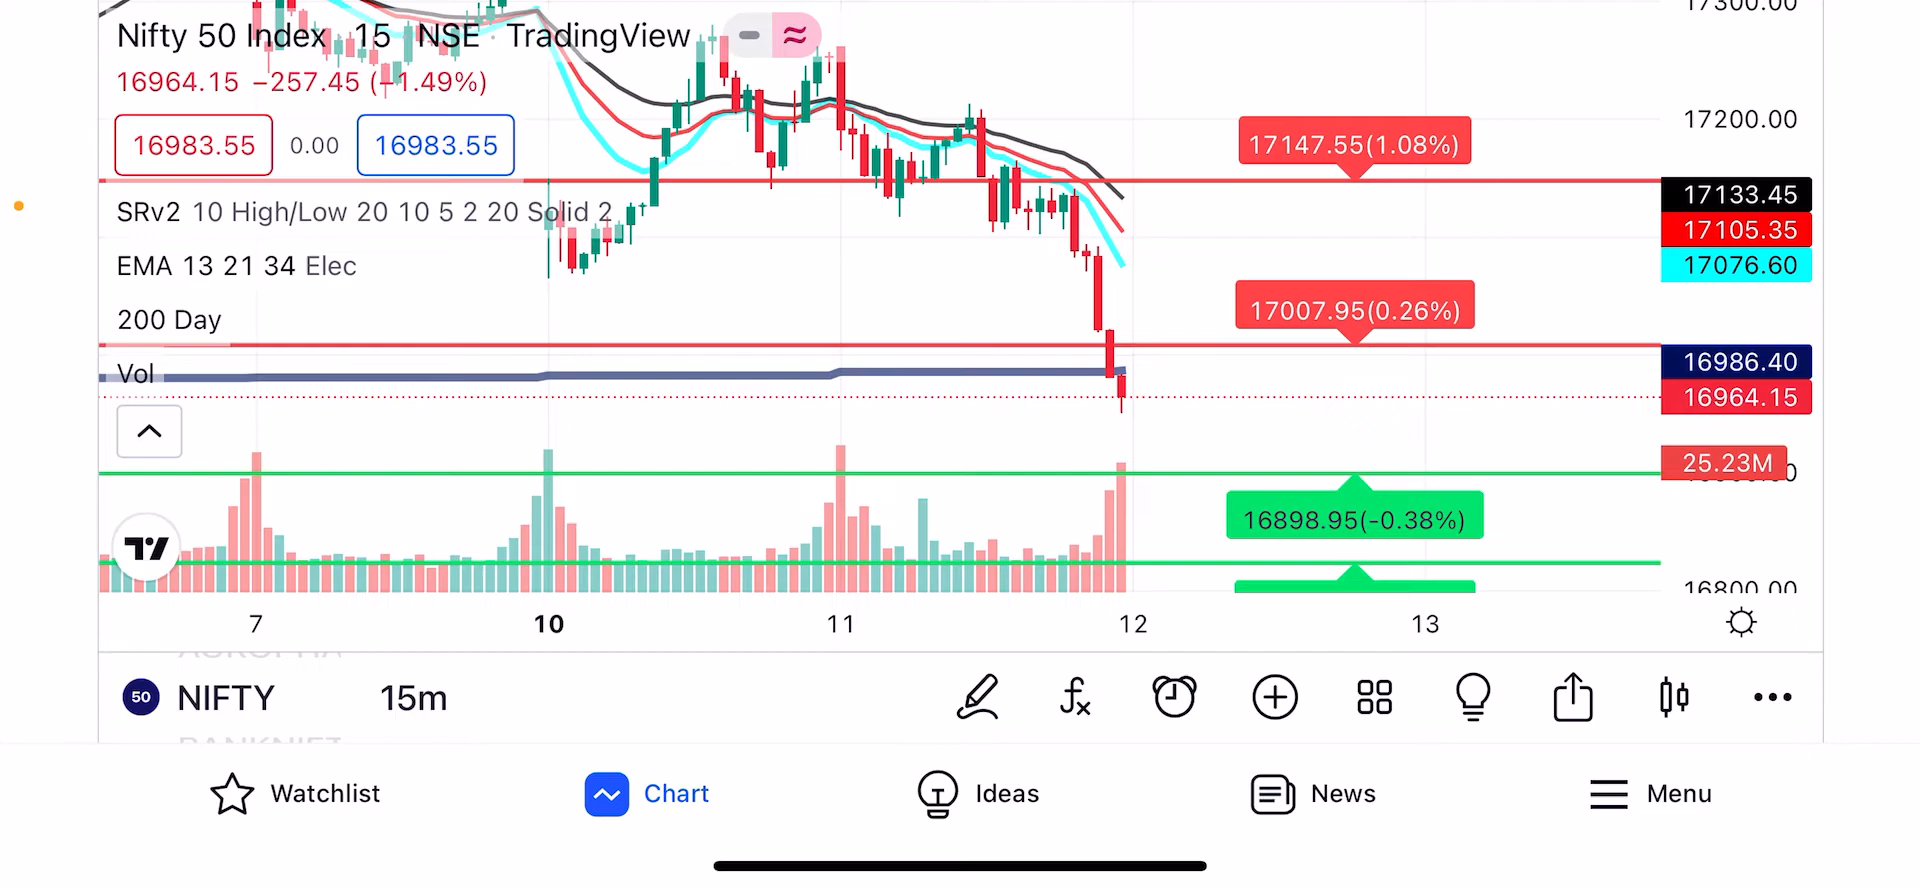 17300.00
Nifty 50 Index · 15 · NSE · TradingView
16964.15 −257.45 (−1.49%)
16983.55 0.00 16983.55
17200.00
17147.55(1.08%)
17133.45
SRv2 10 High/Low 20 10 5 2 20 Solid 2
17105.35
EMA 13 21 34 Elec
17076.60
200 Day
17007.95(0.26%)
16986.40
Vol
16964.15
25.23M
16898.95(-0.38%)
16800.00
7 10 11 12 13
50 NIFTY 15m
Watchlist Chart Ideas News Menu